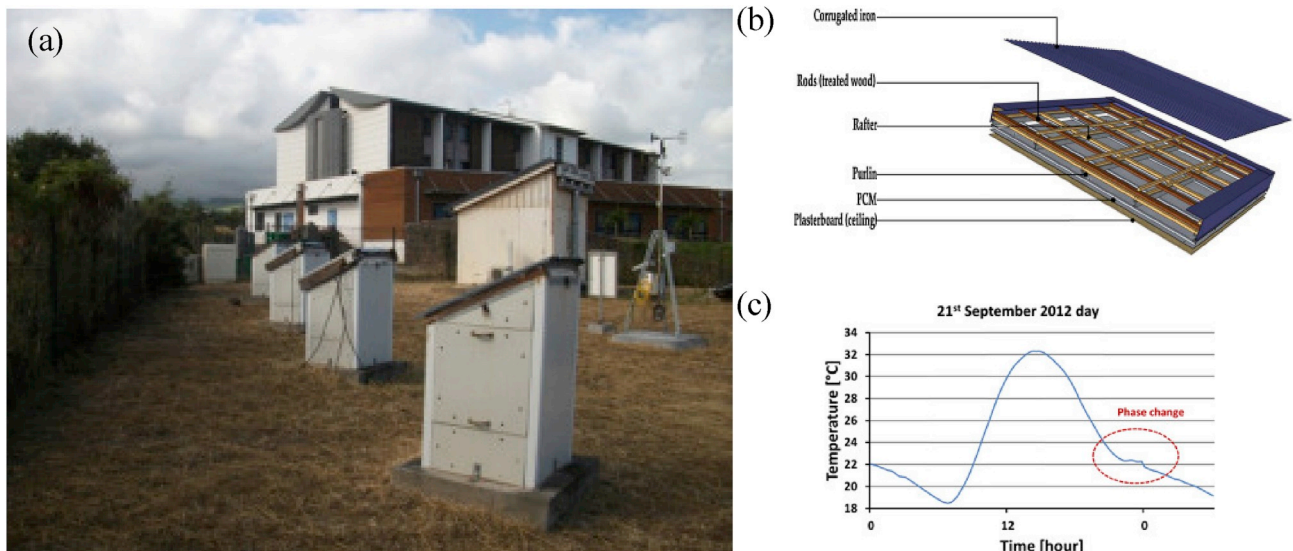 (a)
(b)
Corrugated iron
Rods (treated wood)
Rafter
Purlin
PCM
Plasterboard (ceiling)
(c)
21st September 2012 day
Temperature [°C]
34
32
30
28
26
24
22
20
18
Phase change
0 12 0
Time [hour]